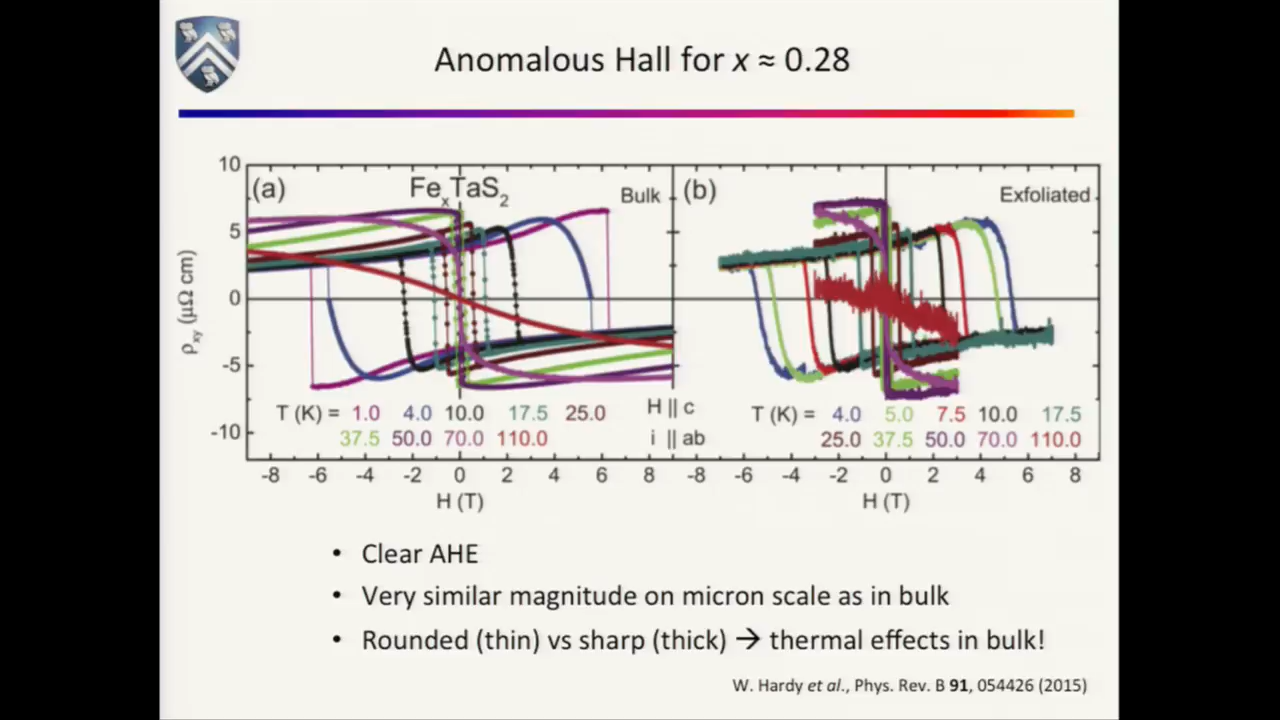 Anomalous Hall for x ≈ 0.28
(a) FeₓTaS₂ Bulk
(b) Exfoliated
10
5
0
-5
-10
ρxy (μΩ cm)
T (K) = 1.0 4.0 10.0 17.5 25.0
37.5 50.0 70.0 110.0
H || c
i || ab
T (K) = 4.0 5.0 7.5 10.0 17.5
25.0 37.5 50.0 70.0 110.0
-8 -6 -4 -2 0 2 4 6 8
H (T)
-8 -6 -4 -2 0 2 4 6 8
H (T)
• Clear AHE
• Very similar magnitude on micron scale as in bulk
• Rounded (thin) vs sharp (thick) → thermal effects in bulk!
W. Hardy et al., Phys. Rev. B 91, 054426 (2015)